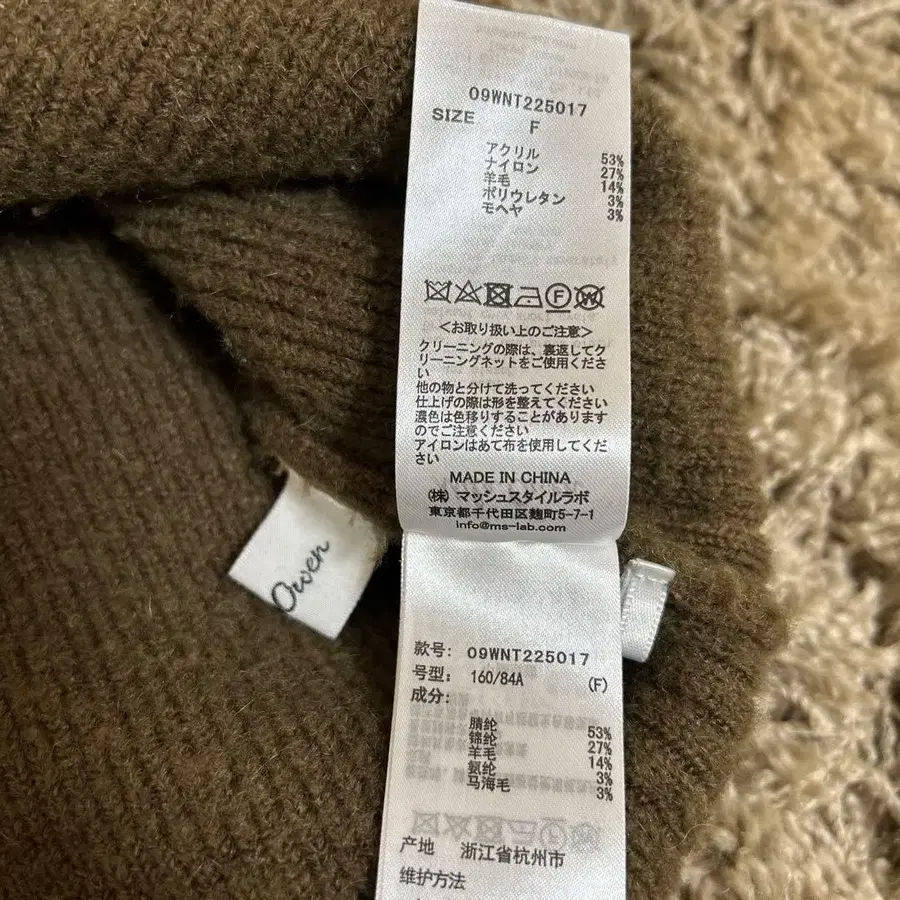 09WNT225017
SIZE F
アクリル 53%
ナイロン 27%
羊毛 14%
ポリウレタン 3%
モヘヤ 3%
<お取り扱い上のご注意>
クリーニングの際は、裏返してク
リーニングネットをご使用くださ
い
他の物と分けて洗ってください
仕上げの際は形を整えてください
濃色は色移りすることがあります
のでご注意ください
アイロンはあて布を使用してくだ
さい
MADE IN CHINA
(株) マッシュスタイルラボ
東京都千代田区麹町5-7-1
info@ms-lab.com
Owen
款号: 09WNT225017
号型: 160/84A (F)
成分:
腈纶 53%
锦纶 27%
羊毛 14%
氨纶 3%
马海毛 3%
产地 浙江省杭州市
维护方法